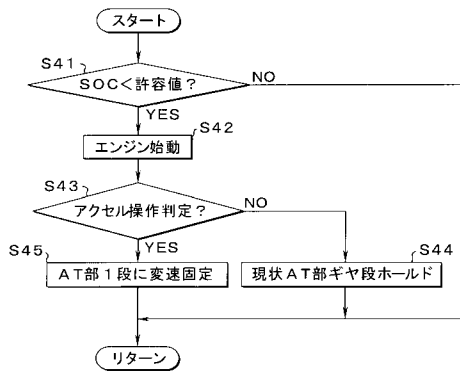 スタート
S41
SOC<許容値?
NO
YES
S42
エンジン始動
S43
アクセル操作判定?
NO
YES
S45
AT部1段に変速固定
S44
現状AT部ギヤ段ホールド
リターン